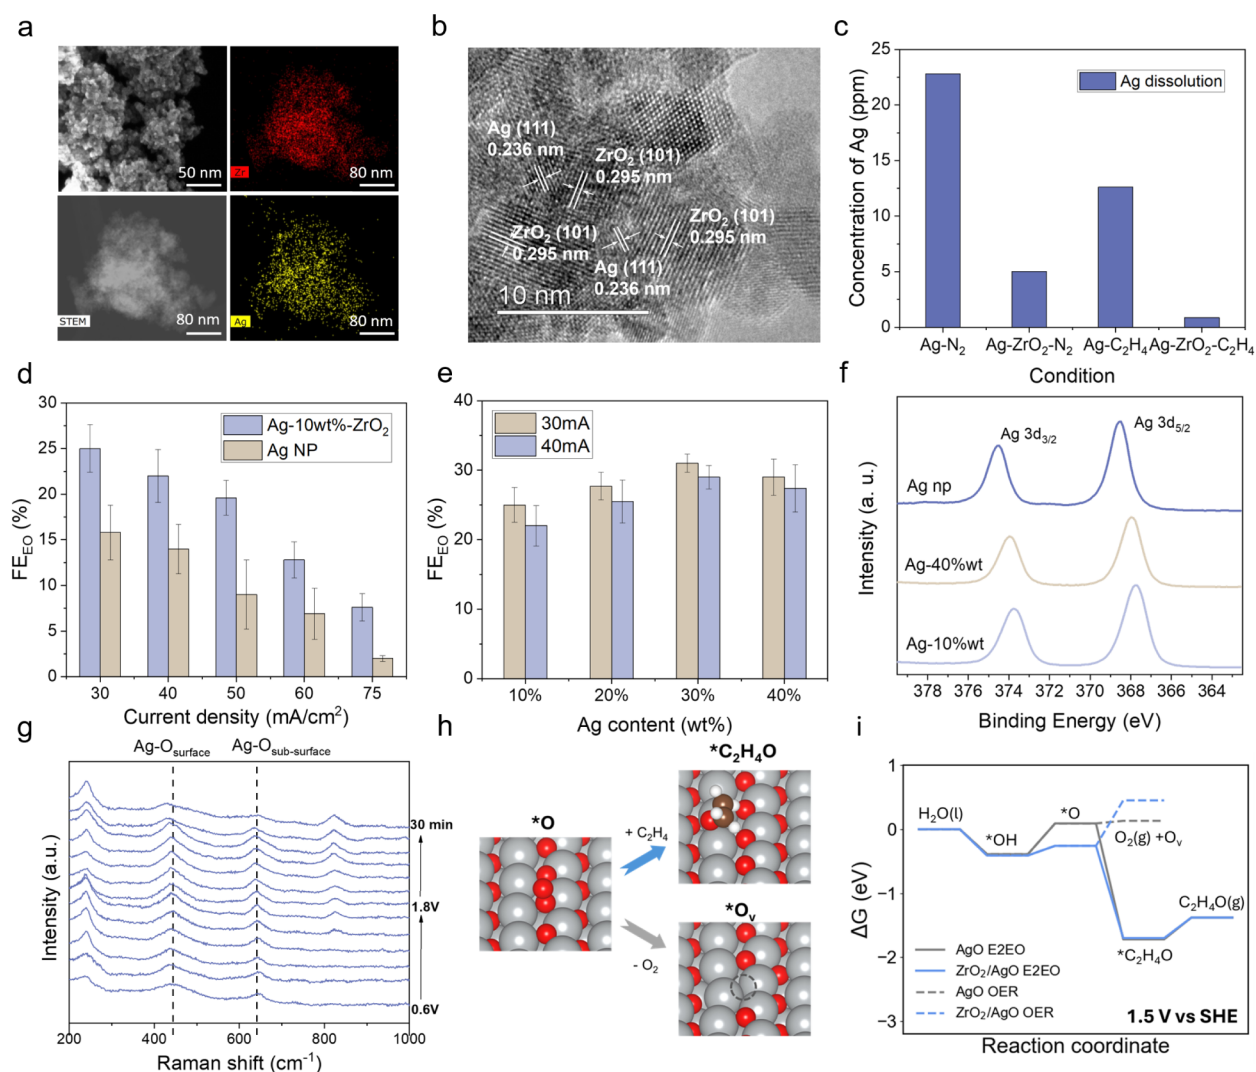 a
50 nm
Zr
80 nm
STEM
80 nm
Ag
80 nm
b
Ag (111)
0.236 nm
ZrO₂ (101)
0.295 nm
ZrO₂ (101)
0.295 nm
ZrO₂ (101)
0.295 nm
Ag (111)
0.236 nm
10 nm
c
Concentration of Ag (ppm)
25
20
15
10
5
0
Ag dissolution
Ag-N₂
Ag-ZrO₂-N₂
Ag-C₂H₄
Ag-ZrO₂-C₂H₄
Condition
d
FE_EO (%)
30
25
20
15
10
5
0
Ag-10wt%-ZrO₂
Ag NP
30
40
50
60
75
Current density (mA/cm²)
e
FE_EO (%)
40
30
20
10
0
30mA
40mA
10%
20%
30%
40%
Ag content (wt%)
f
Intensity (a. u.)
Ag 3d₃/₂
Ag 3d₅/₂
Ag np
Ag-40%wt
Ag-10%wt
378
376
374
372
370
368
366
364
Binding Energy (eV)
g
Ag-O_surface
Ag-O_sub-surface
Intensity (a.u.)
30 min
1.8V
0.6V
200
400
600
800
1000
Raman shift (cm⁻¹)
h
*O
+ C₂H₄
- O₂
*C₂H₄O
*Oᵥ
i
ΔG (eV)
1
0
−1
−2
−3
H₂O(l)
*OH
*O
O₂(g) +Oᵥ
C₂H₄O(g)
*C₂H₄O
AgO E2EO
ZrO₂/AgO E2EO
AgO OER
ZrO₂/AgO OER
1.5 V vs SHE
Reaction coordinate